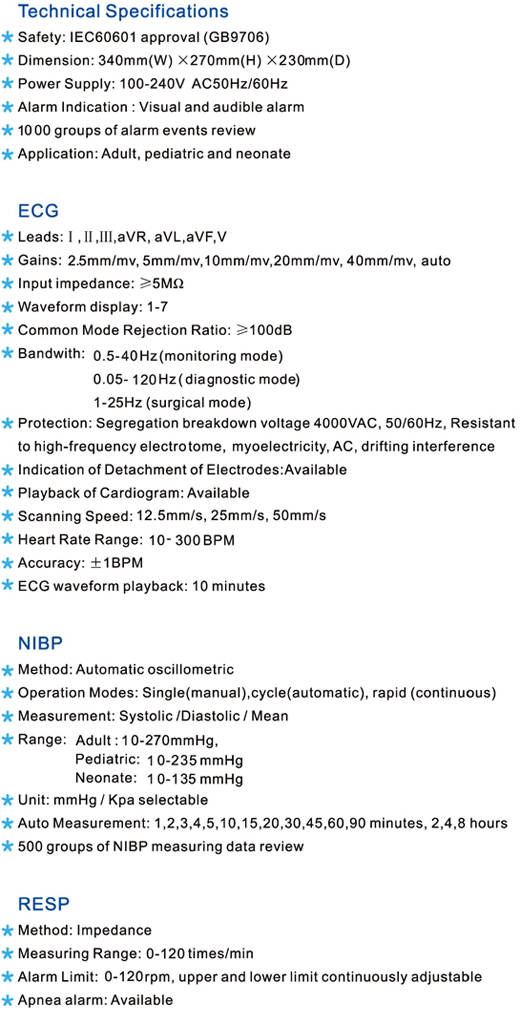 Technical Specifications
* Safety: IEC60601 approval (GB9706)
* Dimension: 340mm(W) ×270mm(H) ×230mm(D)
* Power Supply: 100-240V AC50Hz/60Hz
* Alarm Indication : Visual and audible alarm
* 1000 groups of alarm events review
* Application: Adult, pediatric and neonate
ECG
* Leads: Ⅰ,Ⅱ,Ⅲ,aVR, aVL,aVF,V
* Gains: 2.5mm/mv, 5mm/mv,10mm/mv,20mm/mv, 40mm/mv, auto
* Input impedance: ≥5MΩ
* Waveform display: 1-7
* Common Mode Rejection Ratio: ≥100dB
* Bandwith: 0.5-40Hz(monitoring mode)
0.05-120Hz(diagnostic mode)
1-25Hz (surgical mode)
* Protection: Segregation breakdown voltage 4000VAC, 50/60Hz, Resistant
to high-frequency electrotome, myoelectricity, AC, drifting interference
* Indication of Detachment of Electrodes:Available
* Playback of Cardiogram: Available
* Scanning Speed: 12.5mm/s, 25mm/s, 50mm/s
* Heart Rate Range: 10-300BPM
* Accuracy: ±1BPM
* ECG waveform playback: 10 minutes
NIBP
* Method: Automatic oscillometric
* Operation Modes: Single(manual),cycle(automatic), rapid (continuous)
* Measurement: Systolic /Diastolic / Mean
* Range: Adult : 10-270mmHg,
Pediatric: 10-235 mmHg
Neonate: 10-135 mmHg
* Unit: mmHg / Kpa selectable
* Auto Measurement: 1,2,3,4,5,10,15,20,30,45,60,90 minutes, 2,4,8 hours
* 500 groups of NIBP measuring data review
RESP
* Method: Impedance
* Measuring Range: 0-120 times/min
* Alarm Limit: 0-120rpm, upper and lower limit continuously adjustable
* Apnea alarm: Available